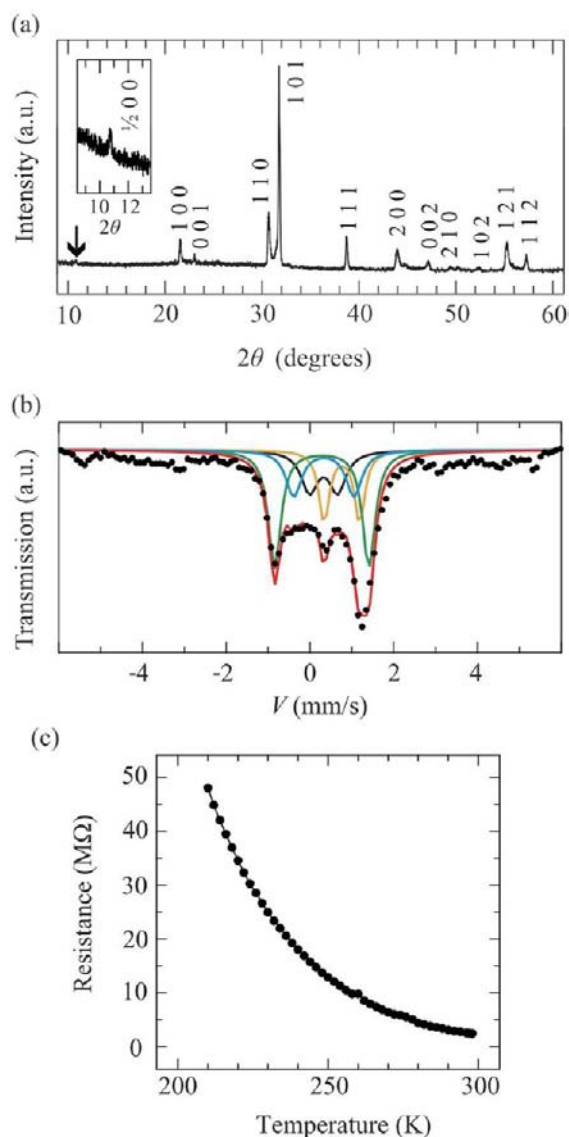 (a)
Intensity (a.u.)
½ 0 0
10 12
2θ
1 0 0
0 0 1
1 1 0
1 0 1
1 1 1
2 0 0
0 0 2
2 1 0
1 0 2
1 2 1
1 1 2
10 20 30 40 50 60
2θ (degrees)
(b)
Transmission (a.u.)
-4 -2 0 2 4
V (mm/s)
(c)
Resistance (MΩ)
50
40
30
20
10
0
200 250 300
Temperature (K)